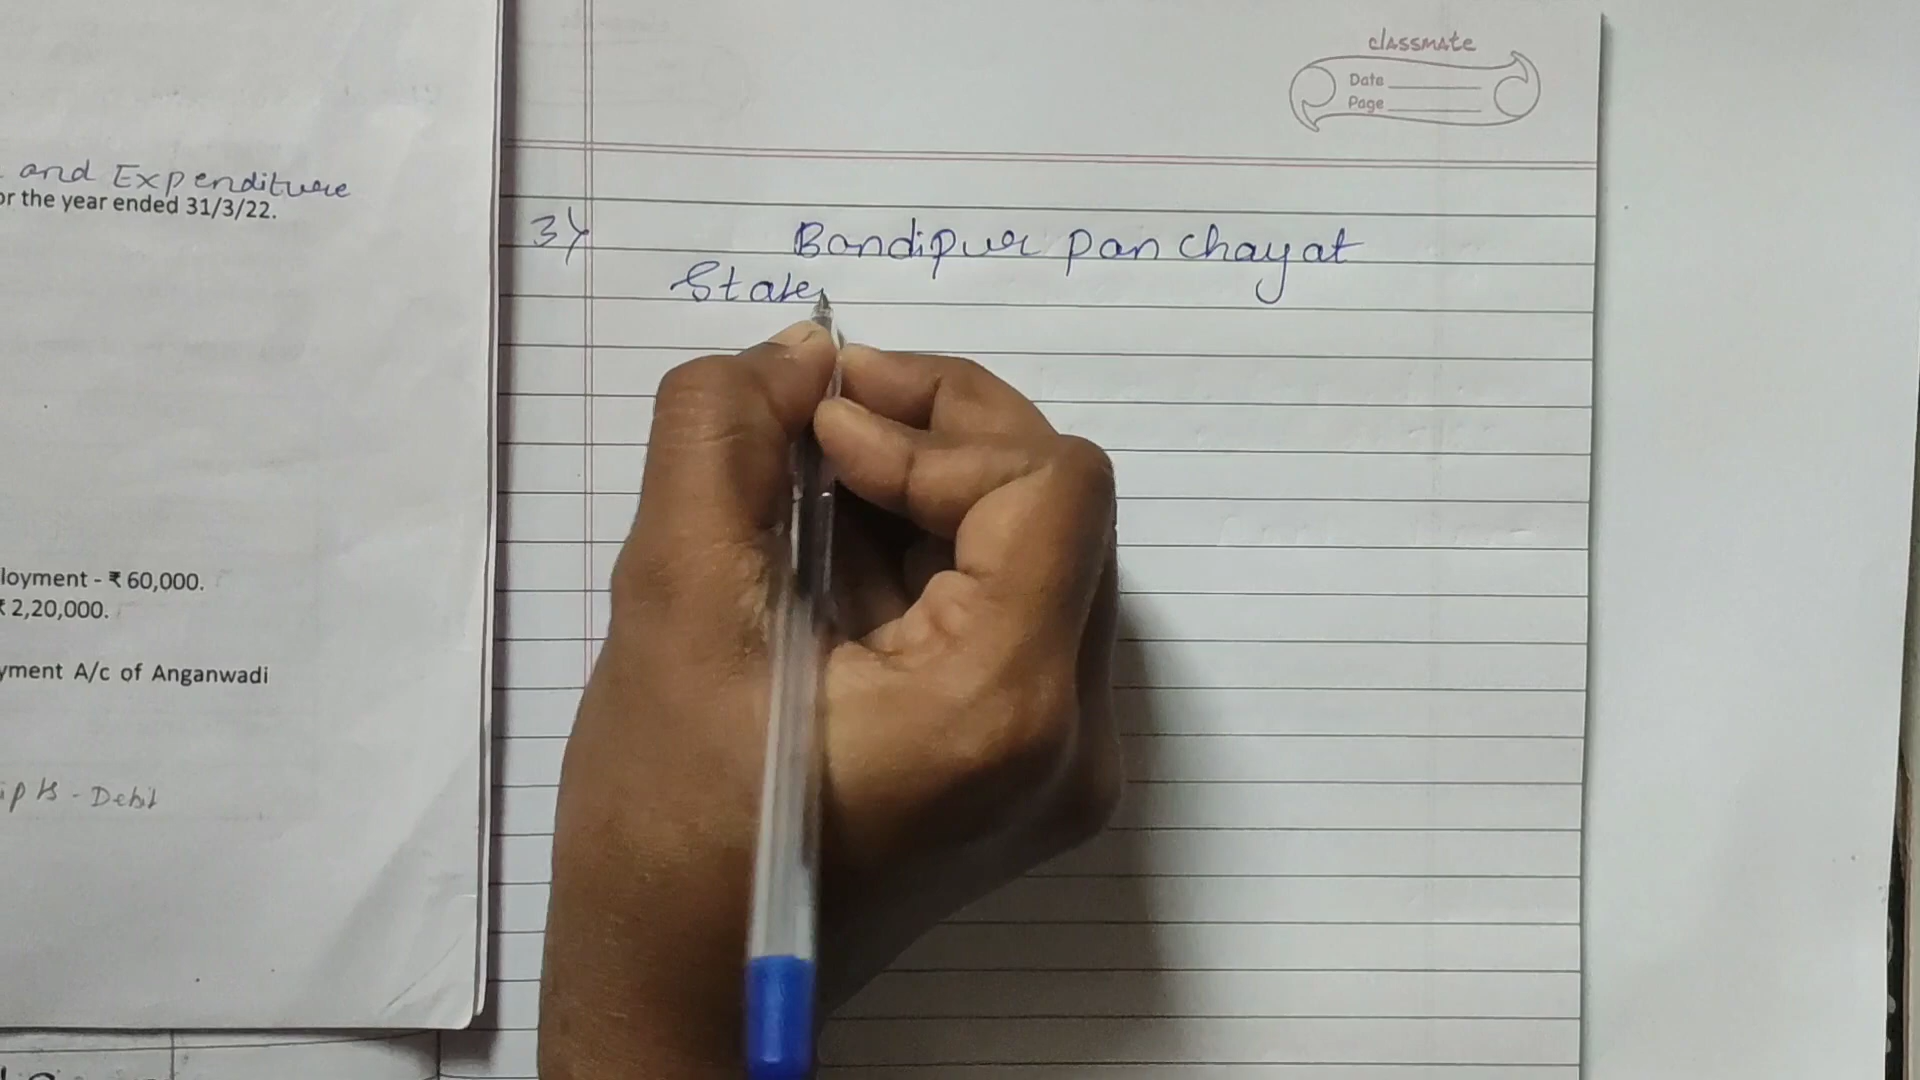 and Expenditure
or the year ended 31/3/22.
loyment - ₹ 60,000.
₹ 2,20,000.
yment A/c of Anganwadi
ipts - Debit
classmate
Date
Page
3) Bandipur panchayat
State